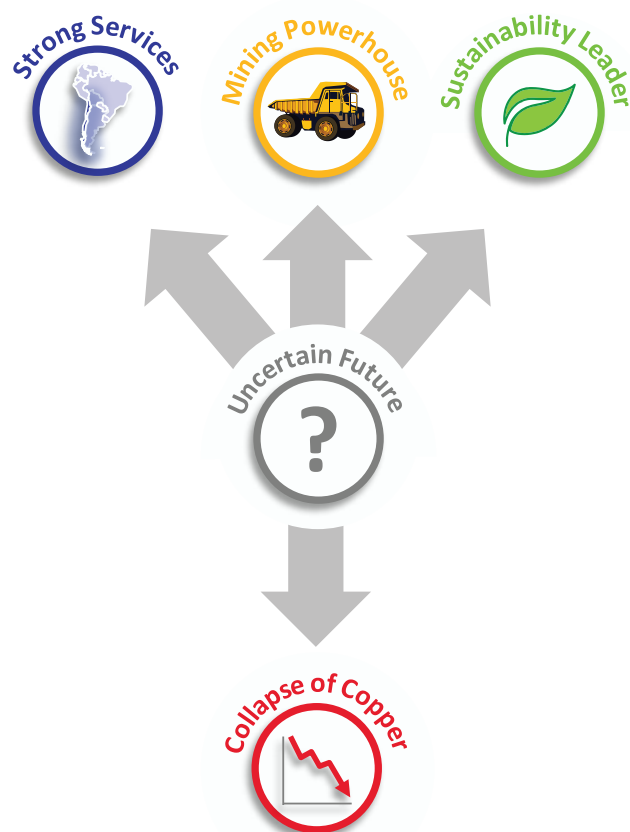 Strong Services
Mining Powerhouse
Sustainability Leader
Uncertain Future
?
Collapse of Copper